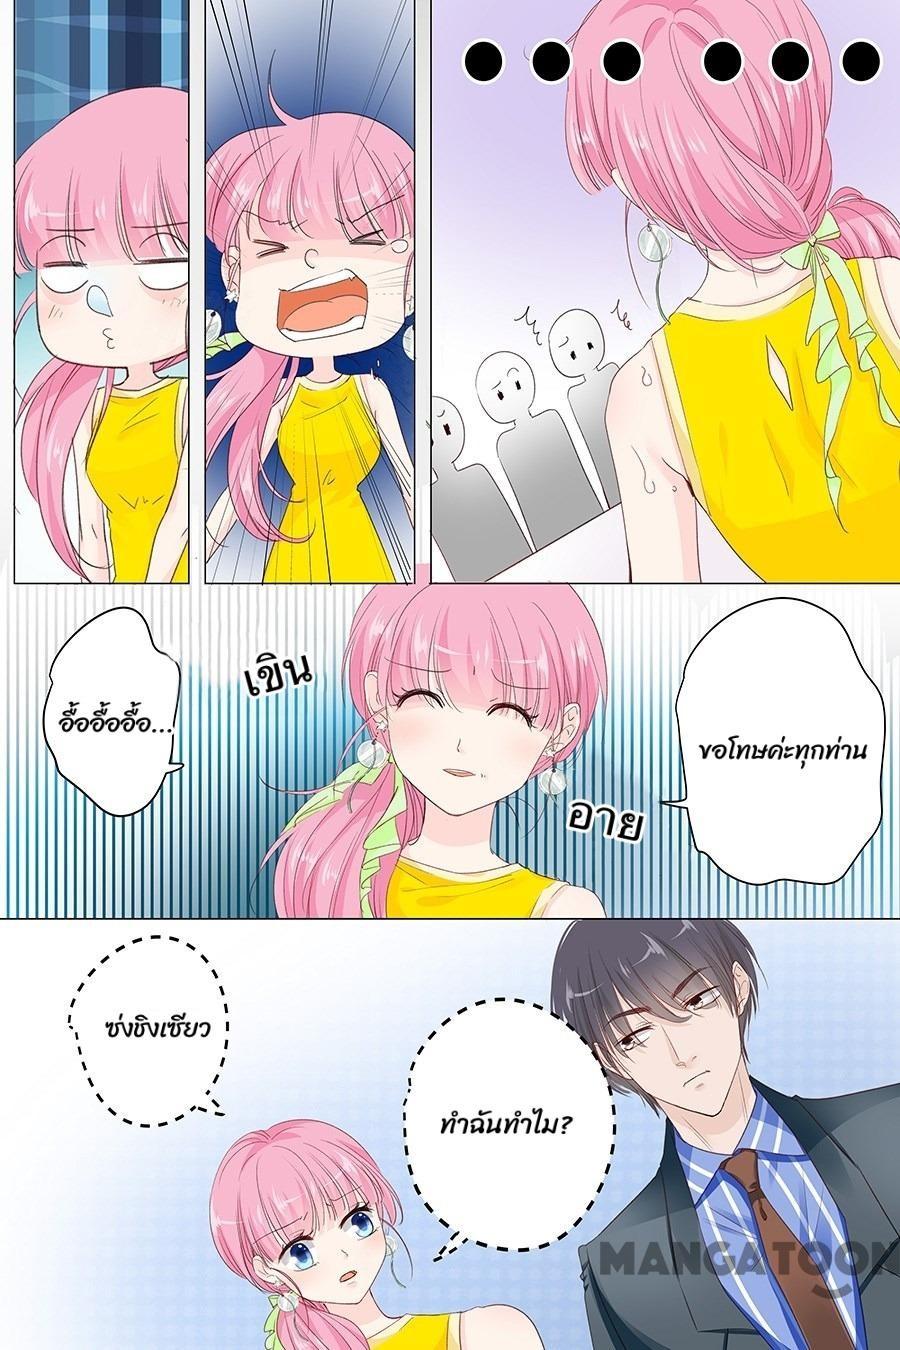 ●●● ●●●
เขิน
อื้ออื้ออื้อ...
ขอโทษค่ะทุกท่าน
อาย
ซ่งชิงเซียว
ทำฉันทำไม?
MANGATOON